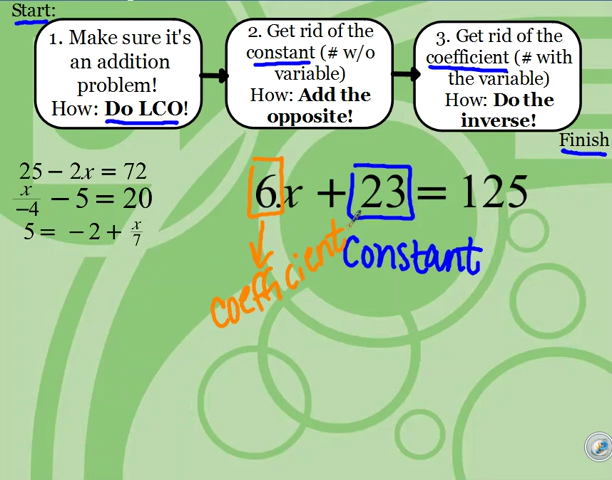 Start:
1. Make sure it's
an addition
problem!
How: Do LCO!
2. Get rid of the
constant (# w/o
variable)
How: Add the
opposite!
3. Get rid of the
coefficient (# with
the variable)
How: Do the
inverse!
Finish
25 − 2x = 72
x/−4 − 5 = 20
5 = −2 + x/7
6x + 23 = 125
coefficient
Constant